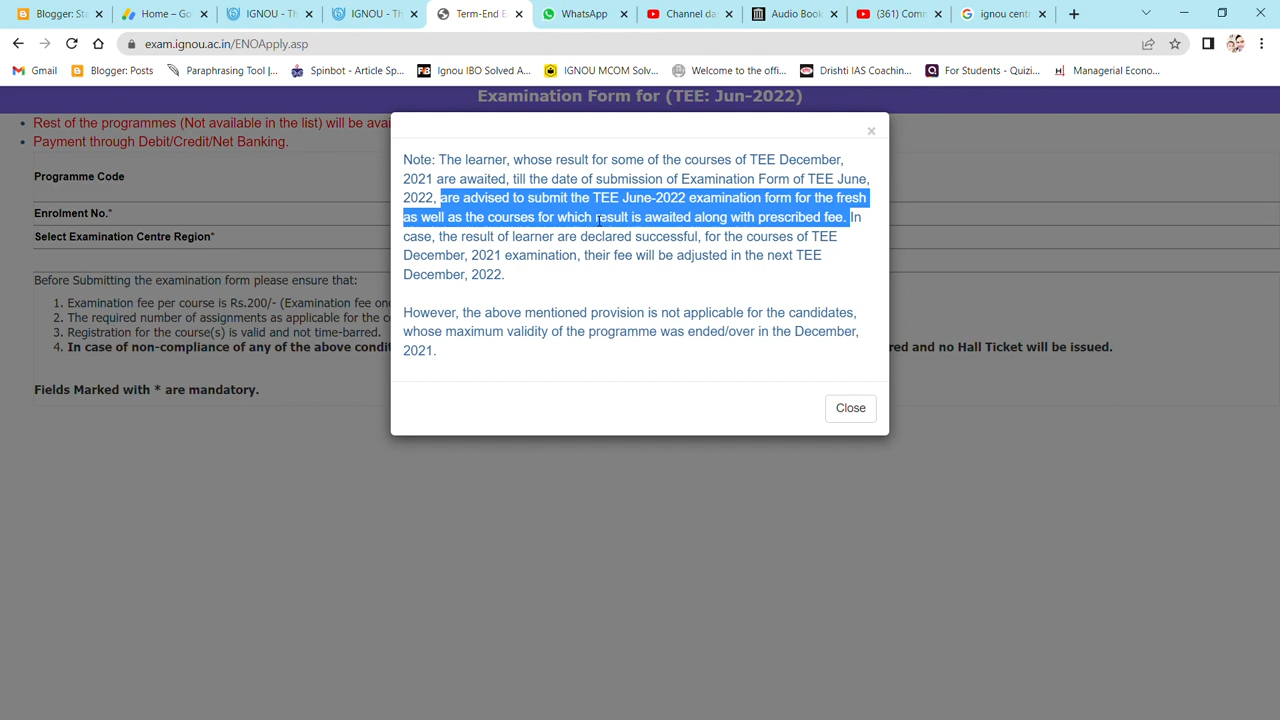 Blogger: Sta
Home – Go
IGNOU - Th
IGNOU - Th
Term-End E
WhatsApp
Channel da
Audio Book
(361) Com
ignou cent
exam.ignou.ac.in/ENOApply.asp
Gmail
Blogger: Posts
Paraphrasing Tool |...
Spinbot - Article Sp...
Ignou IBO Solved A...
IGNOU MCOM Solv...
Welcome to the offi...
Drishti IAS Coachin...
For Students - Quizi...
Managerial Econo...
Examination Form for (TEE: Jun-2022)
Rest of the programmes (Not available in the list) will be avai
Payment through Debit/Credit/Net Banking.
Programme Code
Enrolment No.*
Select Examination Centre Region*
Before Submitting the examination form please ensure that:
1. Examination fee per course is Rs.200/- (Examination fee onc
2. The required number of assignments as applicable for the c
3. Registration for the course(s) is valid and not time-barred.
4. In case of non-compliance of any of the above condit
red and no Hall Ticket will be issued.
Fields Marked with * are mandatory.
×
Note: The learner, whose result for some of the courses of TEE December,
2021 are awaited, till the date of submission of Examination Form of TEE June,
2022, are advised to submit the TEE June-2022 examination form for the fresh
as well as the courses for which result is awaited along with prescribed fee. In
case, the result of learner are declared successful, for the courses of TEE
December, 2021 examination, their fee will be adjusted in the next TEE
December, 2022.
However, the above mentioned provision is not applicable for the candidates,
whose maximum validity of the programme was ended/over in the December,
2021.
Close